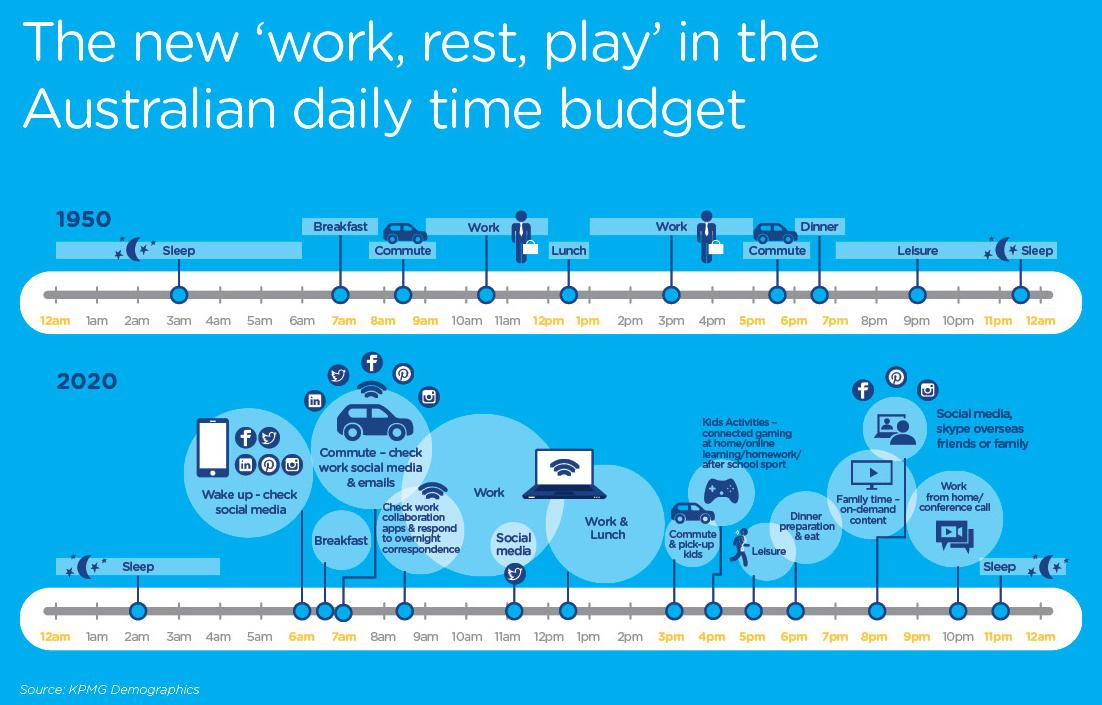 The new ‘work, rest, play’ in the
Australian daily time budget
1950
Sleep
Breakfast
Commute
Work
Lunch
Work
Commute
Dinner
Leisure
Sleep
12am 1am 2am 3am 4am 5am 6am 7am 8am 9am 10am 11am 12pm 1pm 2pm 3pm 4pm 5pm 6pm 7pm 8pm 9pm 10pm 11pm 12am
2020
Sleep
Wake up - check
social media
Breakfast
Commute – check
work social media
& emails
Check work
collaboration
apps & respond
to overnight
correspondence
Work
Social
media
Work &
Lunch
Commute
& pick-up
kids
Kids Activities –
connected gaming
at home/online
learning/homework/
after school sport
Leisure
Dinner
preparation
& eat
Family time –
on-demand
content
Social media,
skype overseas
friends or family
Work
from home/
conference call
Sleep
12am 1am 2am 3am 4am 5am 6am 7am 8am 9am 10am 11am 12pm 1pm 2pm 3pm 4pm 5pm 6pm 7pm 8pm 9pm 10pm 11pm 12am
Source: KPMG Demographics